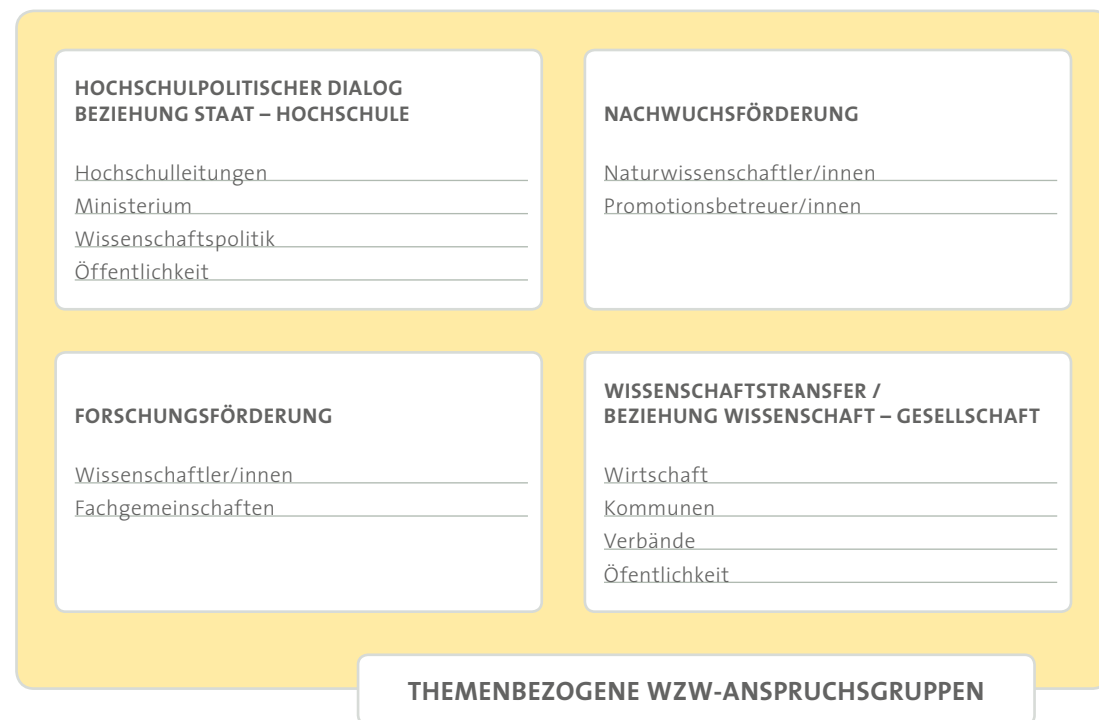 HOCHSCHULPOLITISCHER DIALOG
BEZIEHUNG STAAT – HOCHSCHULE
Hochschulleitungen
Ministerium
Wissenschaftspolitik
Öffentlichkeit
NACHWUCHSFÖRDERUNG
Naturwissenschaftler/innen
Promotionsbetreuer/innen
FORSCHUNGSFÖRDERUNG
Wissenschaftler/innen
Fachgemeinschaften
WISSENSCHAFTSTRANSFER /
BEZIEHUNG WISSENSCHAFT – GESELLSCHAFT
Wirtschaft
Kommunen
Verbände
Öfentlichkeit
THEMENBEZOGENE WZW-ANSPRUCHSGRUPPEN